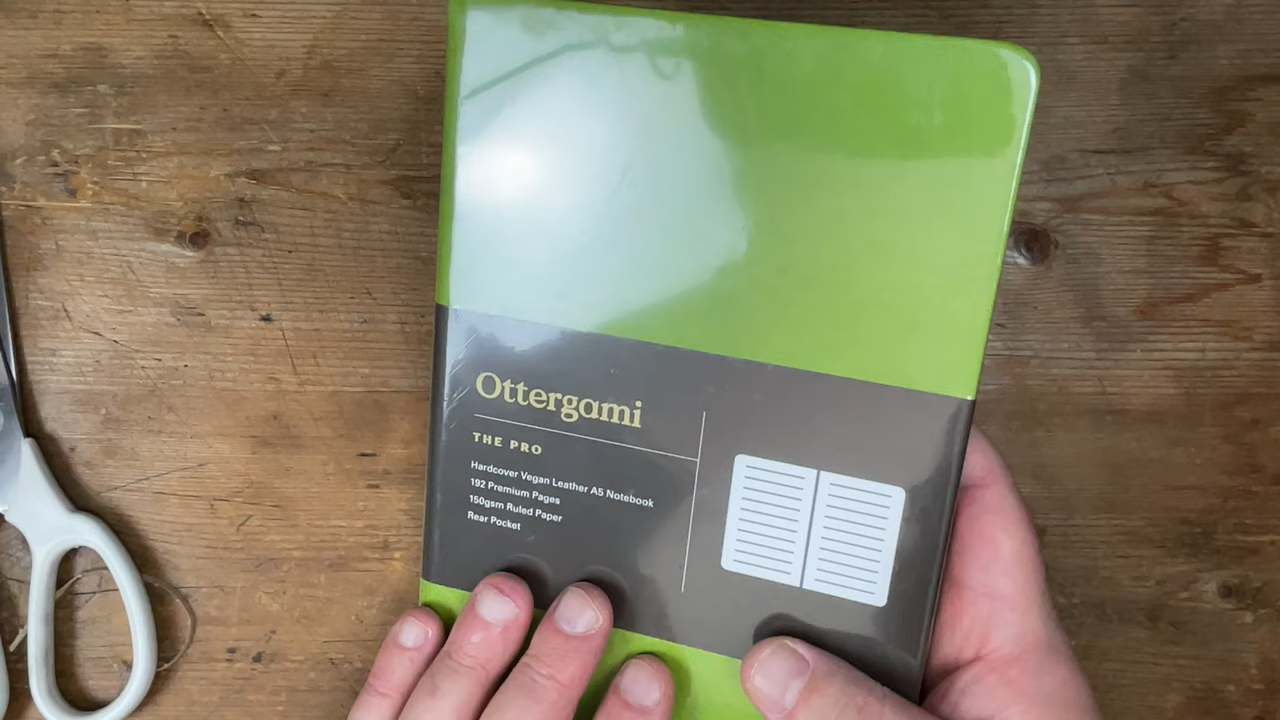 Ottergami
THE PRO
Hardcover Vegan Leather A5 Notebook
192 Premium Pages
150gsm Ruled Paper
Rear Pocket